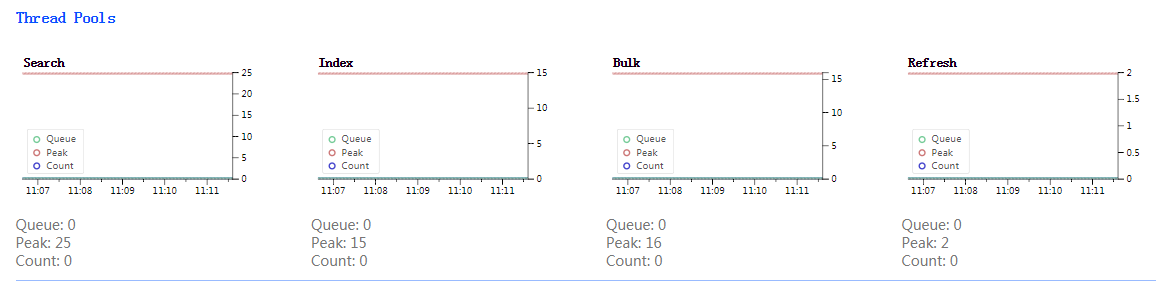 Thread Pools
Search
25
20
15
10
5
0
Queue
Peak
Count
11:07 11:08 11:09 11:10 11:11
Queue: 0
Peak: 25
Count: 0
Index
15
10
5
0
Queue
Peak
Count
11:07 11:08 11:09 11:10 11:11
Queue: 0
Peak: 15
Count: 0
Bulk
15
10
5
0
Queue
Peak
Count
11:07 11:08 11:09 11:10 11:11
Queue: 0
Peak: 16
Count: 0
Refresh
2
1.5
1
0.5
0
Queue
Peak
Count
11:07 11:08 11:09 11:10 11:11
Queue: 0
Peak: 2
Count: 0